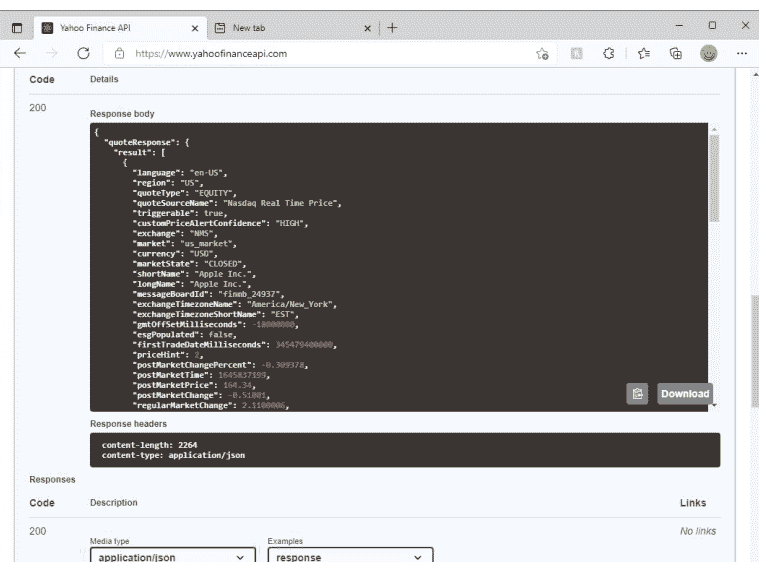 Yahoo Finance API
New tab
https://www.yahoofinanceapi.com
Code Details
200
Response body
{
"quoteResponse": {
"result": [
{
"language": "en-US",
"region": "US",
"quoteType": "EQUITY",
"quoteSourceName": "Nasdaq Real Time Price",
"triggerable": true,
"customPriceAlertConfidence": "HIGH",
"exchange": "NMS",
"market": "us_market",
"currency": "USD",
"marketState": "CLOSED",
"shortName": "Apple Inc.",
"longName": "Apple Inc.",
"messageBoardId": "finmb_24937",
"exchangeTimezoneName": "America/New_York",
"exchangeTimezoneShortName": "EST",
"gmtOffSetMilliseconds": -18000000,
"esgPopulated": false,
"firstTradeDateMilliseconds": 345479400000,
"priceHint": 2,
"postMarketChangePercent": -0.309378,
"postMarketTime": 1645837199,
"postMarketPrice": 164.34,
"postMarketChange": -0.51001,
"regularMarketChange": 2.1100006,
Download
Response headers
content-length: 2264
content-type: application/json
Responses
Code Description Links
200 No links
Media type Examples
application/json response